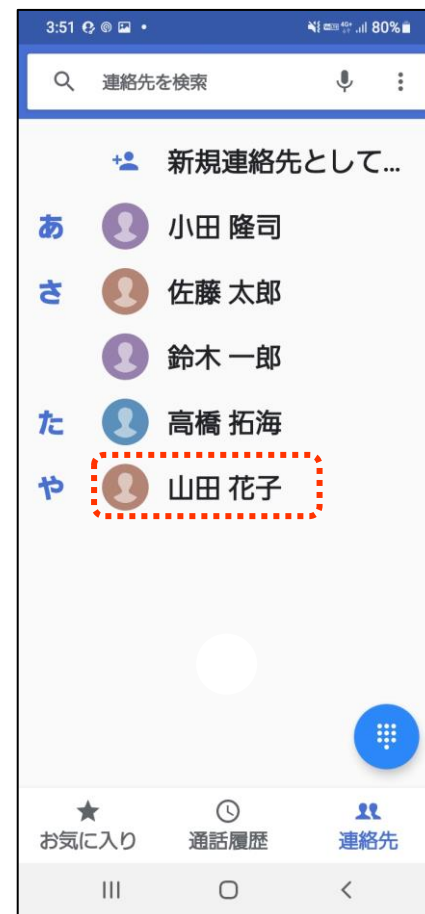 3:51 80%
連絡先を検索
新規連絡先として...
あ 小田 隆司
さ 佐藤 太郎
鈴木 一郎
た 高橋 拓海
や 山田 花子
お気に入り 通話履歴 連絡先